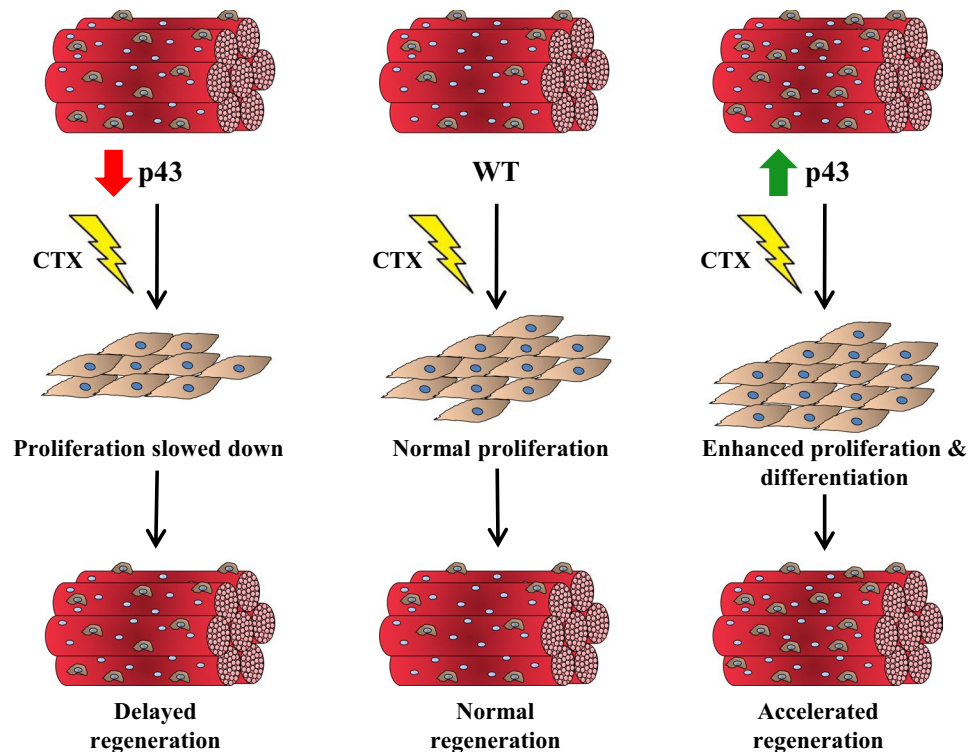 p43
WT
p43
CTX
CTX
CTX
Proliferation slowed down
Normal proliferation
Enhanced proliferation &
differentiation
Delayed
regeneration
Normal
regeneration
Accelerated
regeneration